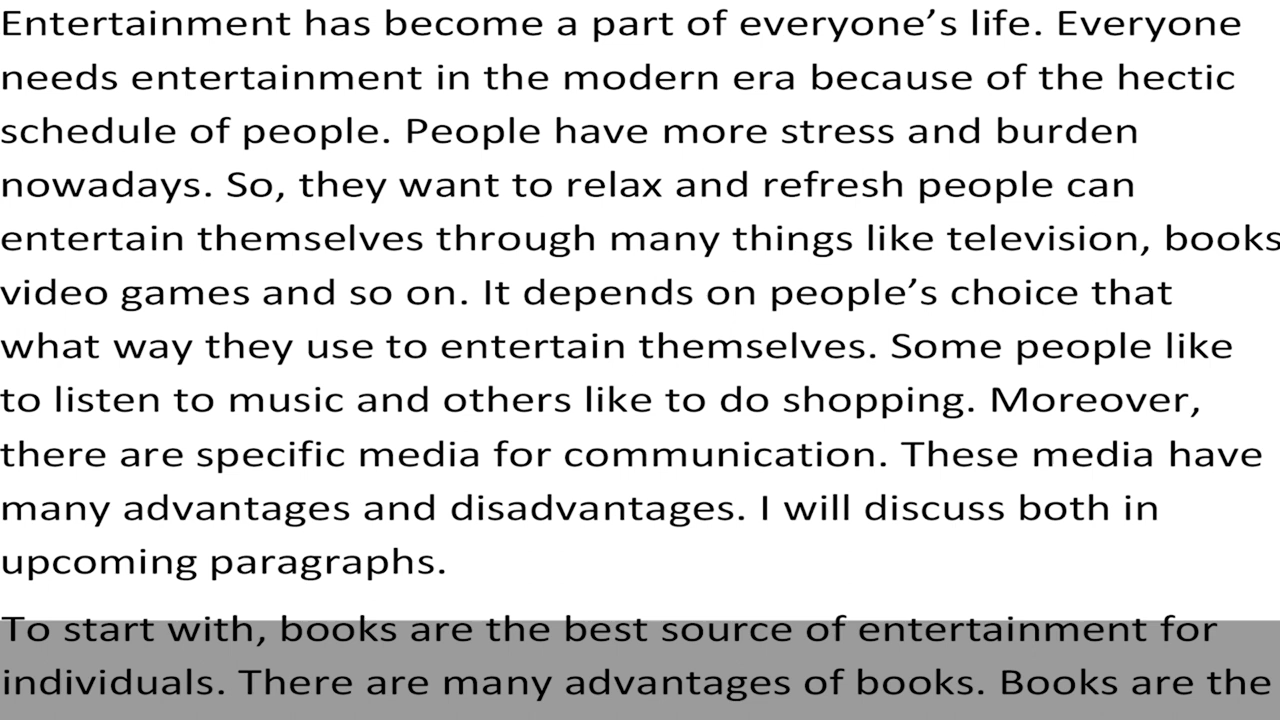 Entertainment has become a part of everyone’s life. Everyone
needs entertainment in the modern era because of the hectic
schedule of people. People have more stress and burden
nowadays. So, they want to relax and refresh people can
entertain themselves through many things like television, books
video games and so on. It depends on people’s choice that
what way they use to entertain themselves. Some people like
to listen to music and others like to do shopping. Moreover,
there are specific media for communication. These media have
many advantages and disadvantages. I will discuss both in
upcoming paragraphs.
To start with, books are the best source of entertainment for
individuals. There are many advantages of books. Books are the